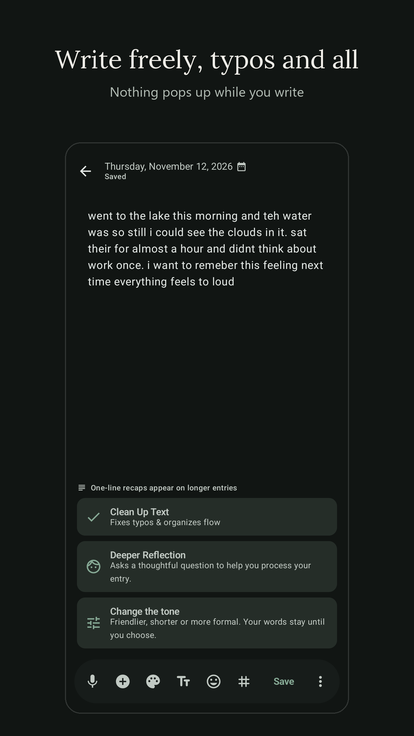 Write freely, typos and all
Nothing pops up while you write
Thursday, November 12, 2026
Saved
went to the lake this morning and teh water
was so still i could see the clouds in it. sat
their for almost a hour and didnt think about
work once. i want to remeber this feeling next
time everything feels to loud
One-line recaps appear on longer entries
Clean Up Text
Fixes typos & organizes flow
Deeper Reflection
Asks a thoughtful question to help you process your
entry.
Change the tone
Friendlier, shorter or more formal. Your words stay until
you choose.
Save